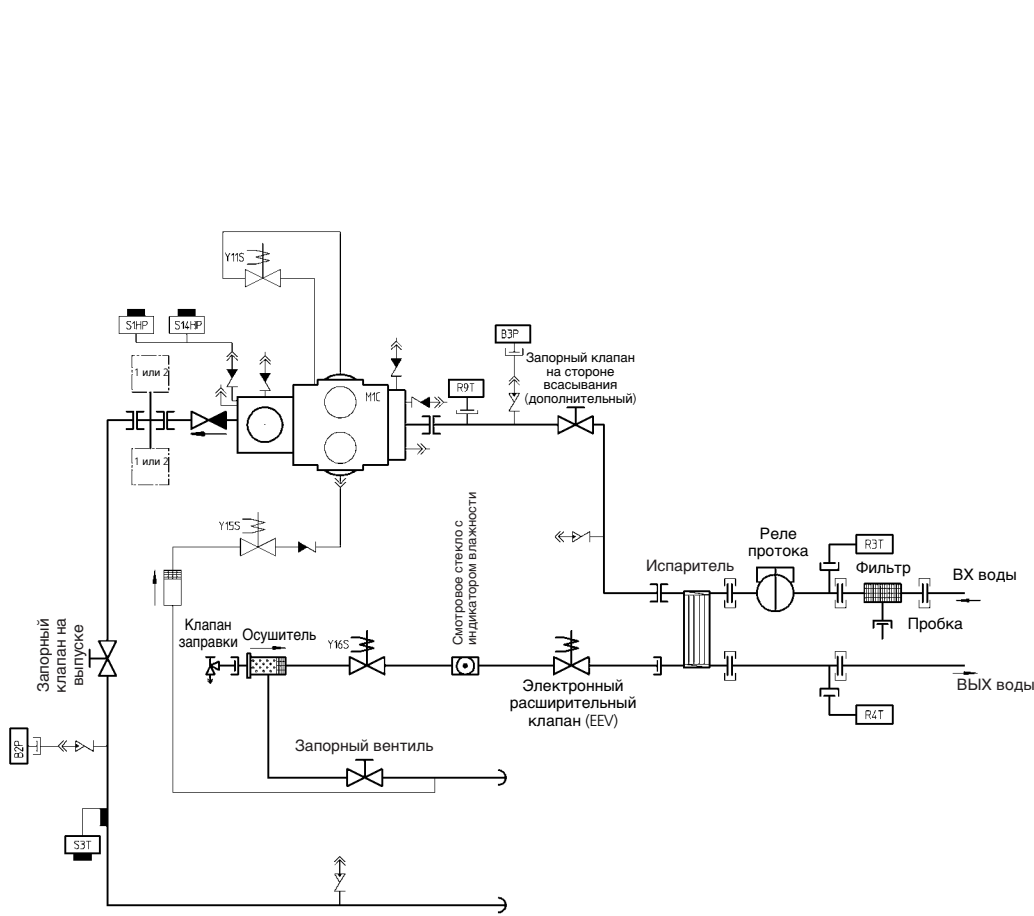 Y11S
S1HP
S14HP
B3P
Запорный клапан
на стороне
всасывания
(дополнительный)
1 или 2
R9T
M1C
1 или 2
Y15S
Смотровое стекло с
индикатором влажности
Реле
протока
R3T
Испаритель
Фильтр
ВХ воды
Клапан
заправки
Осушитель
Y16S
Пробка
Запорный
клапан на
выпуске
Электронный
расширительный
клапан (EEV)
ВЫХ воды
R4T
B2P
Запорный вентиль
S3T